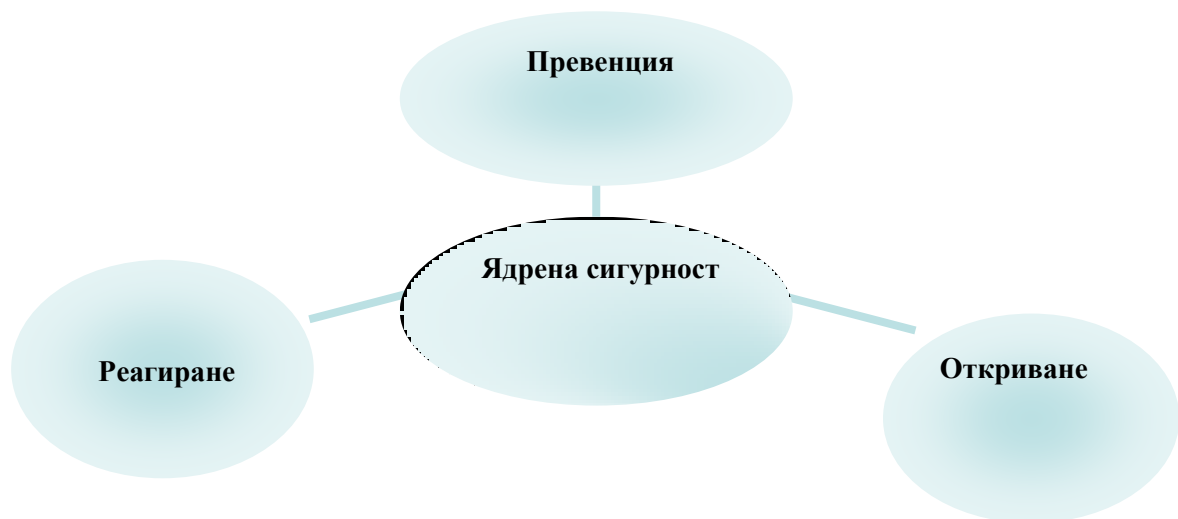 Превенция
Ядрена сигурност
Реагиране
Откриване